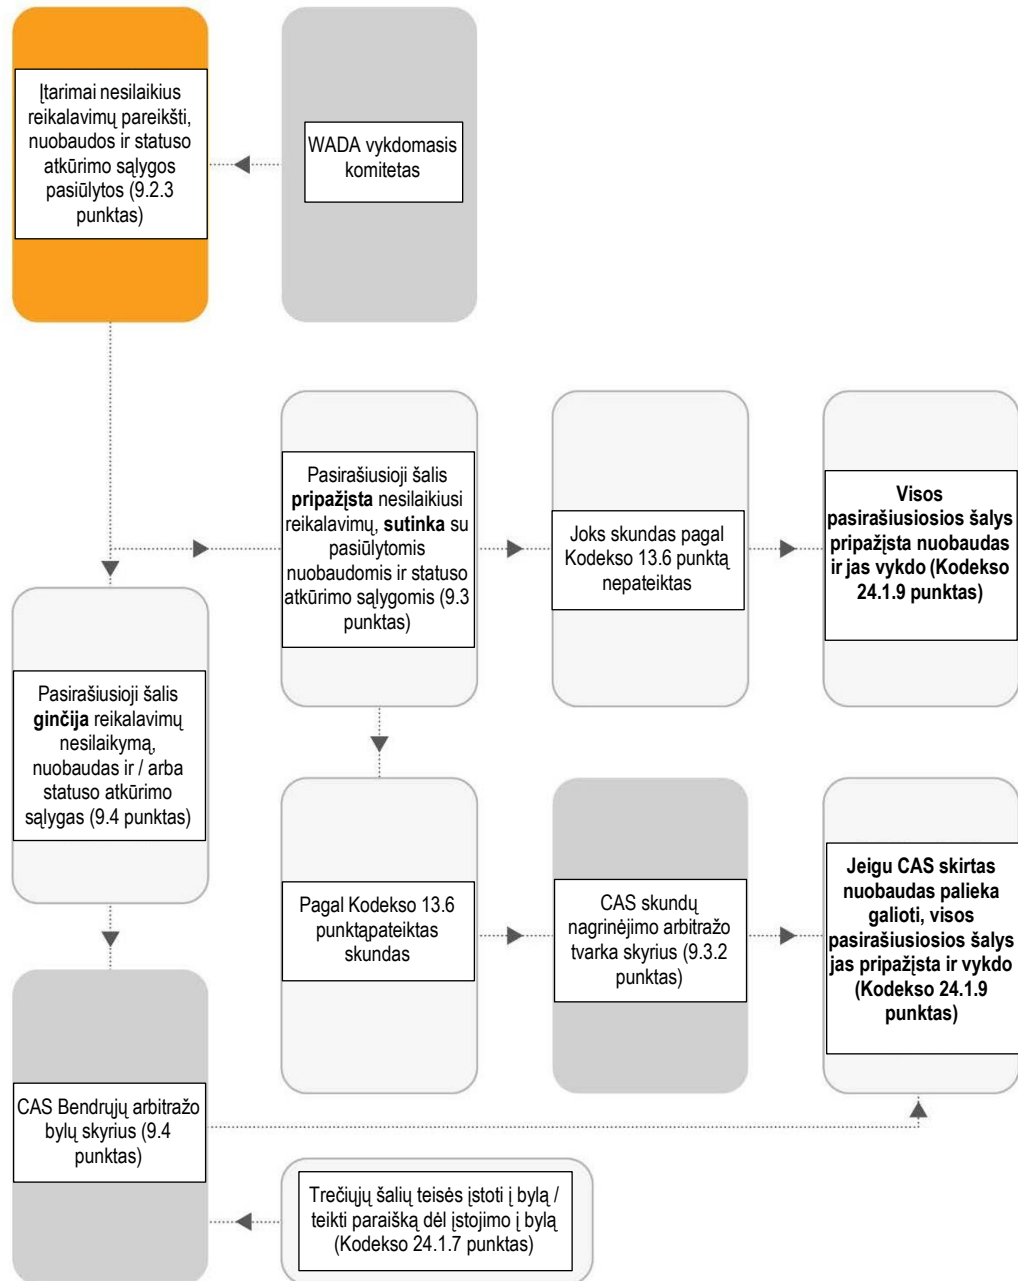 Įtarimai nesilaikius
reikalavimų pareikšti,
nuobaudos ir statuso
atkūrimo sąlygos
pasiūlytos (9.2.3
punktas)
WADA vykdomasis
komitetas
Pasirašiusioji šalis
pripažįsta nesilaikiusi
reikalavimų, sutinka su
pasiūlytomis
nuobaudomis ir statuso
atkūrimo sąlygomis (9.3
punktas)
Joks skundas pagal
Kodekso 13.6 punktą
nepateiktas
Visos
pasirašiusiosios šalys
pripažįsta nuobaudas
ir jas vykdo (Kodekso
24.1.9 punktas)
Pasirašiusioji šalis
ginčija reikalavimų
nesilaikymą,
nuobaudas ir / arba
statuso atkūrimo
sąlygas (9.4 punktas)
Pagal Kodekso 13.6
punktąpateiktas
skundas
CAS skundų
nagrinėjimo arbitražo
tvarka skyrius (9.3.2
punktas)
Jeigu CAS skirtas
nuobaudas palieka
galioti, visos
pasirašiusiosios šalys
jas pripažįsta ir vykdo
(Kodekso 24.1.9
punktas)
CAS Bendrųjų arbitražo
bylų skyrius (9.4
punktas)
Trečiųjų šalių teisės įstoti į bylą /
teikti paraišką dėl įstojimo į bylą
(Kodekso 24.1.7 punktas)